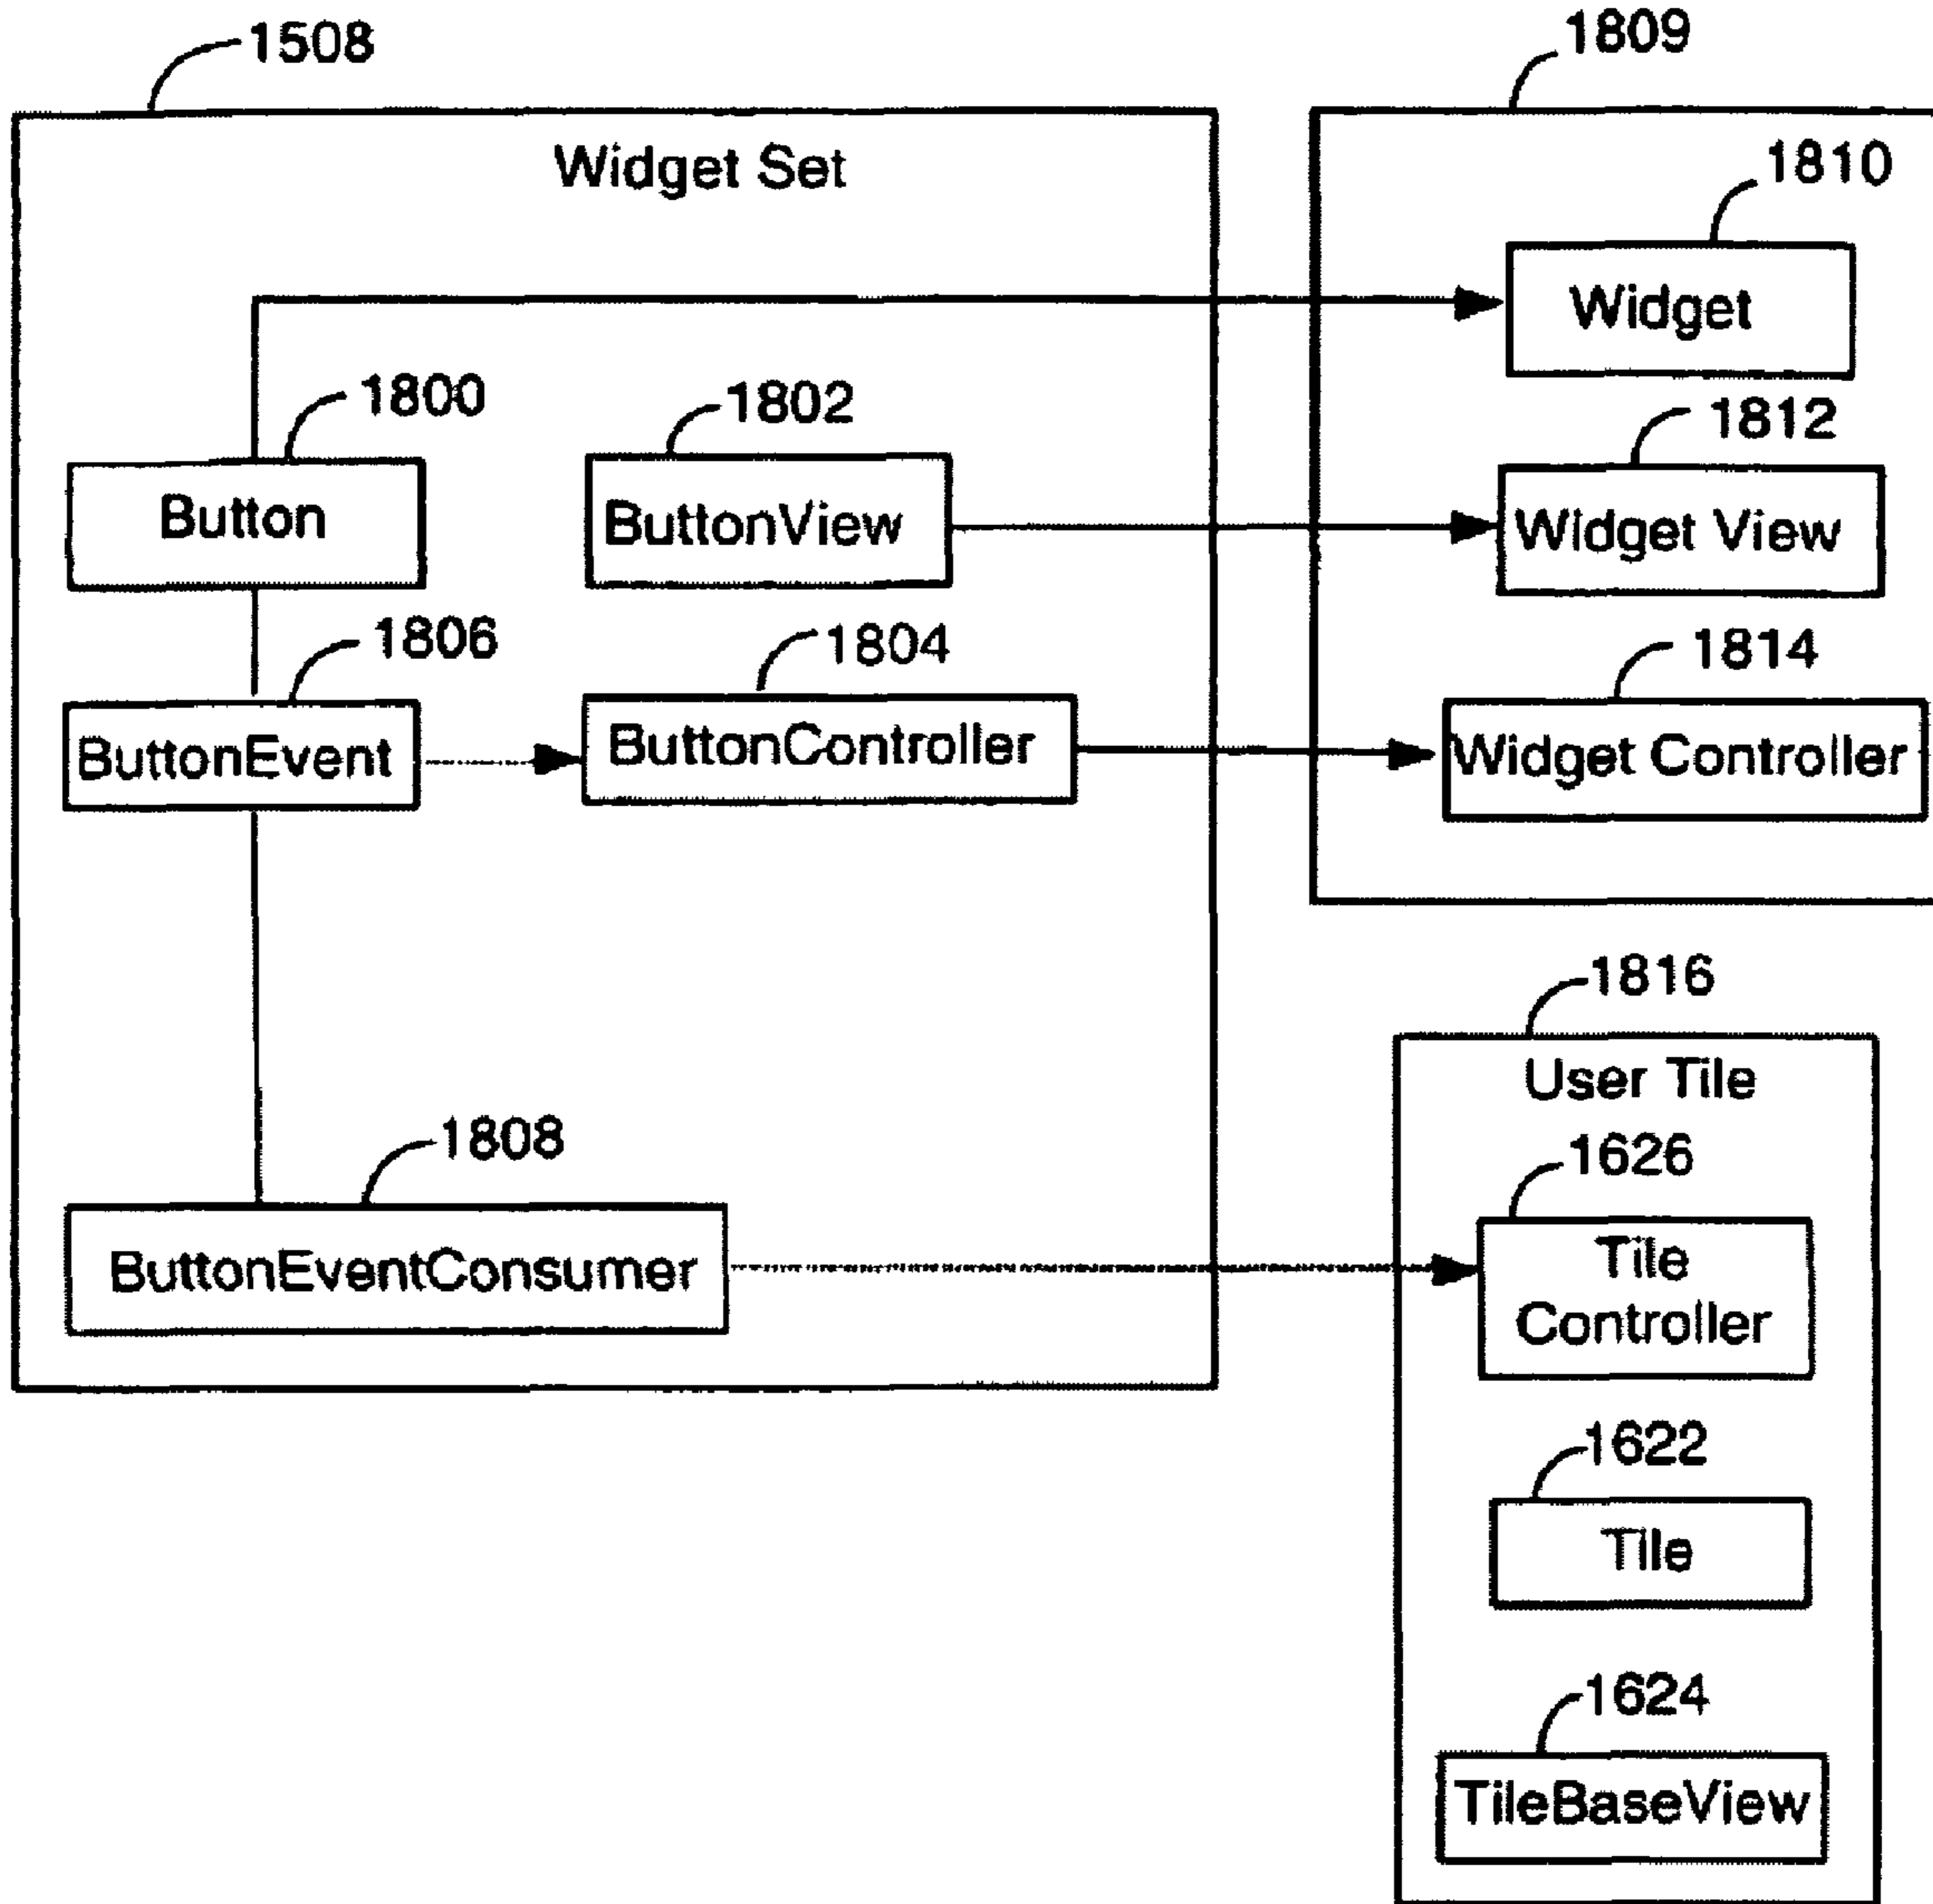 1508
1809
Widget Set
1810
Widget
1800
1802
1812
Button
ButtonView
Widget View
1806
1804
1814
ButtonEvent
ButtonController
Widget Controller
1816
User Tile
1808
1626
ButtonEventConsumer
Tile
Controller
1622
Tile
1624
TileBaseView